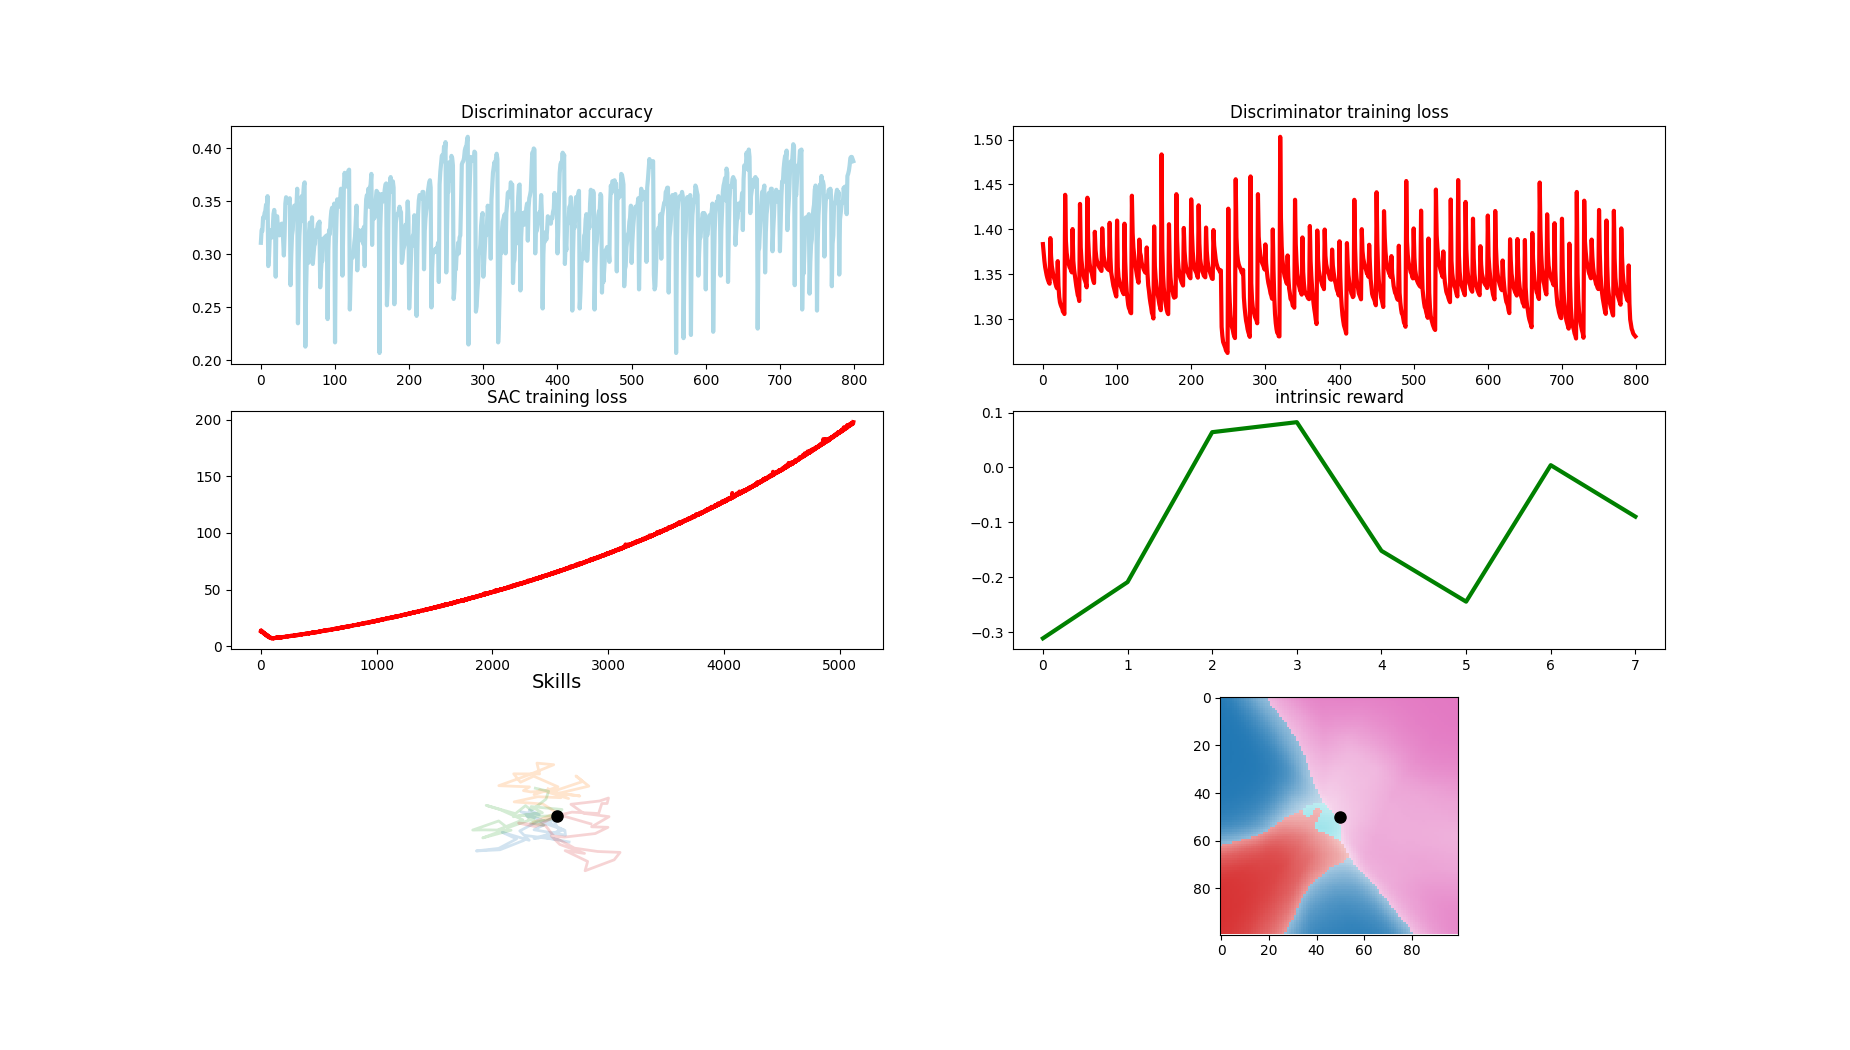 Discriminator accuracy
0.40
0.35
0.30
0.25
0.20
0 100 200 300 400 500 600 700 800
Discriminator training loss
1.50
1.45
1.40
1.35
1.30
0 100 200 300 400 500 600 700 800
SAC training loss
200
150
100
50
0
0 1000 2000 3000 4000 5000
intrinsic reward
0.1
0.0
−0.1
−0.2
−0.3
0 1 2 3 4 5 6 7
Skills
0
20
40
60
80
0 20 40 60 80